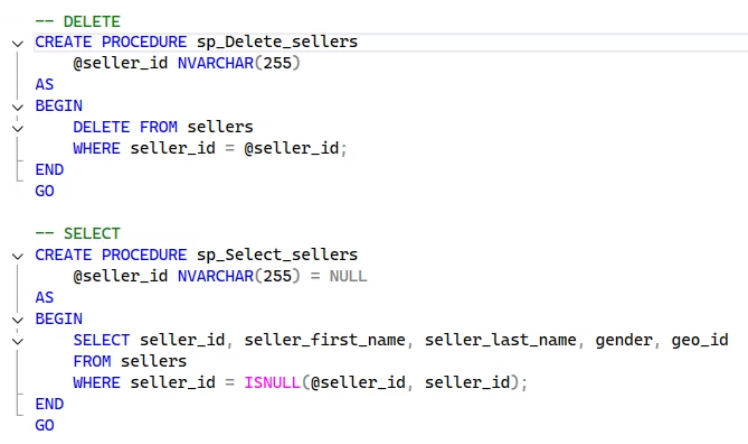 -- DELETE
CREATE PROCEDURE sp_Delete_sellers
    @seller_id NVARCHAR(255)
AS
BEGIN
    DELETE FROM sellers
    WHERE seller_id = @seller_id;
END
GO

-- SELECT
CREATE PROCEDURE sp_Select_sellers
    @seller_id NVARCHAR(255) = NULL
AS
BEGIN
    SELECT seller_id, seller_first_name, seller_last_name, gender, geo_id
    FROM sellers
    WHERE seller_id = ISNULL(@seller_id, seller_id);
END
GO